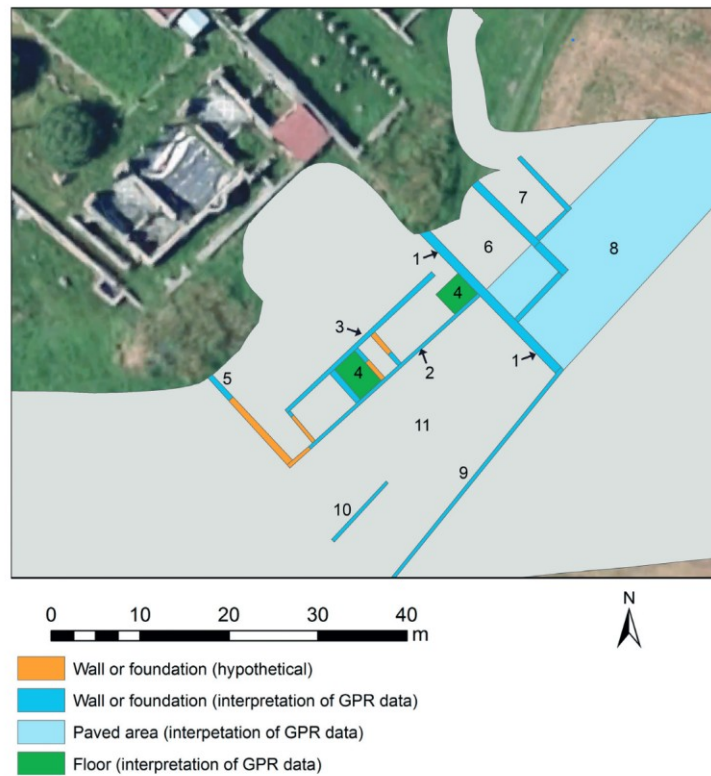 7
8
6
1
4
3
1
2
4
5
11
9
10
0 10 20 30 40
m
N
Wall or foundation (hypothetical)
Wall or foundation (interpretation of GPR data)
Paved area (interpetation of GPR data)
Floor (interpretation of GPR data)